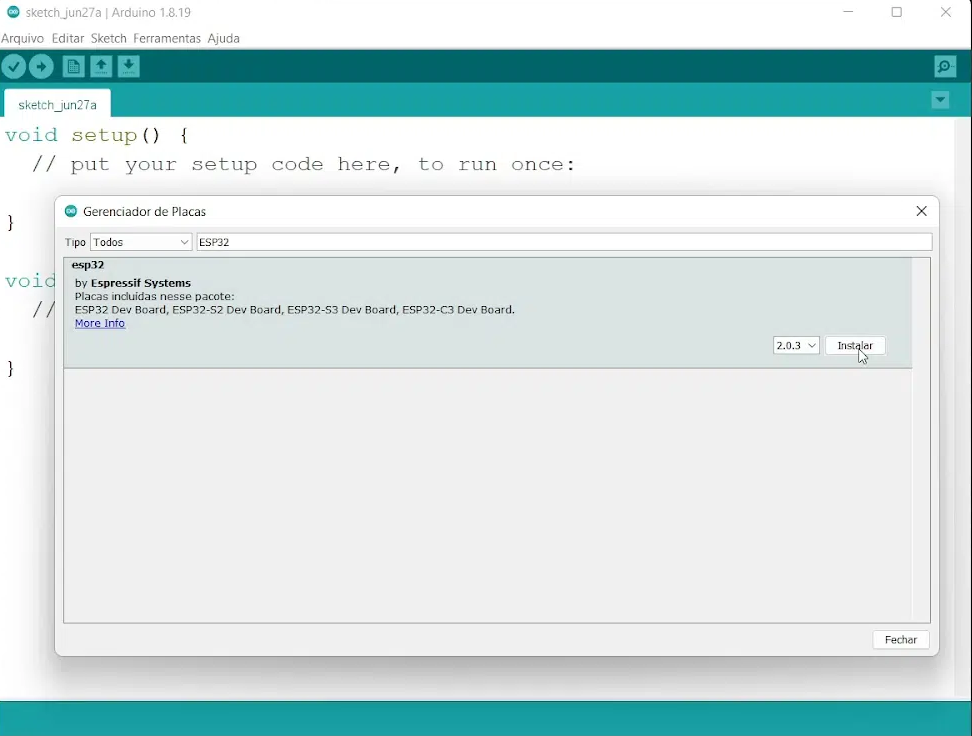 sketch_jun27a | Arduino 1.8.19
Arquivo Editar Sketch Ferramentas Ajuda
sketch_jun27a
void setup() {
// put your setup code here, to run once:
}
void
//
}
Gerenciador de Placas
Tipo Todos ESP32
esp32
by Espressif Systems
Placas incluídas nesse pacote:
ESP32 Dev Board, ESP32-S2 Dev Board, ESP32-S3 Dev Board, ESP32-C3 Dev Board.
More Info
2.0.3 Instalar
Fechar